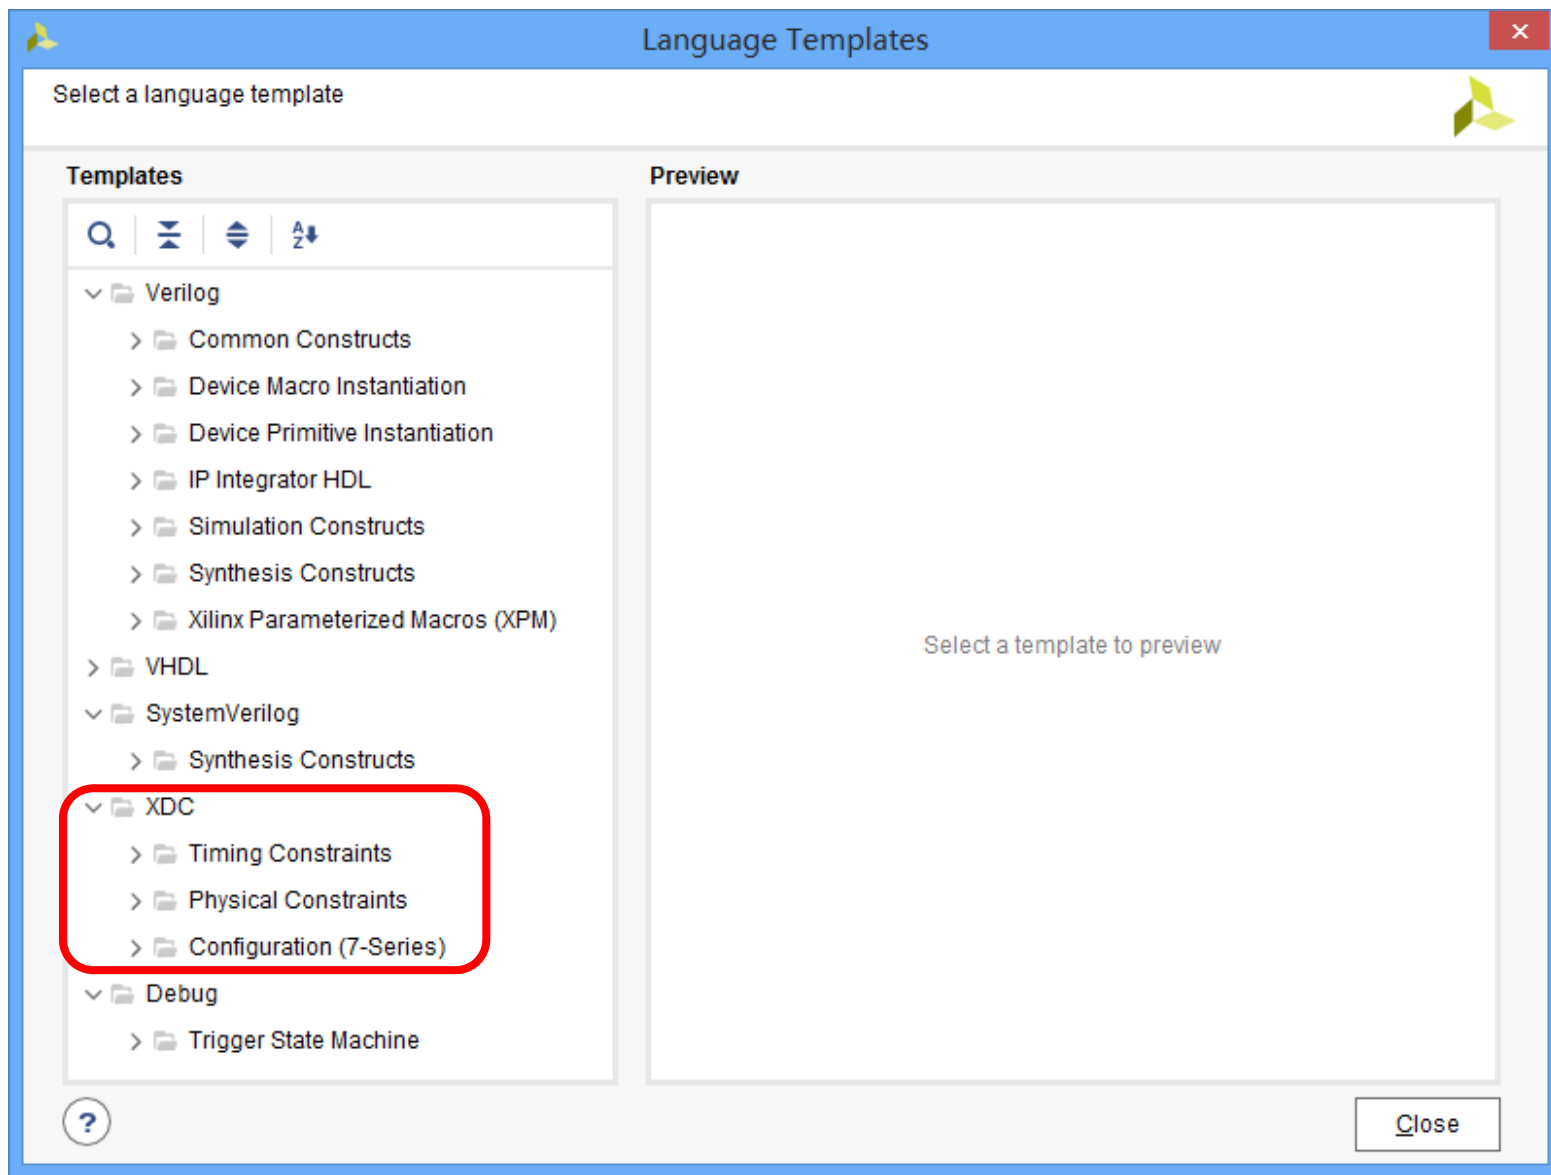 Language Templates
Select a language template
Templates
Preview
Verilog
Common Constructs
Device Macro Instantiation
Device Primitive Instantiation
IP Integrator HDL
Simulation Constructs
Synthesis Constructs
Xilinx Parameterized Macros (XPM)
VHDL
SystemVerilog
Synthesis Constructs
XDC
Timing Constraints
Physical Constraints
Configuration (7-Series)
Debug
Trigger State Machine
Select a template to preview
?
Close